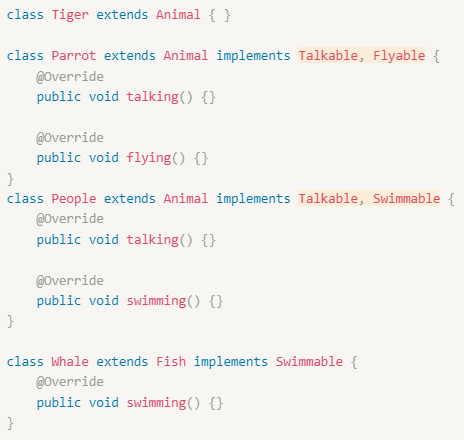 class Tiger extends Animal { }
class Parrot extends Animal implements Talkable, Flyable {
@Override
public void talking() {}
@Override
public void flying() {}
}
class People extends Animal implements Talkable, Swimmable {
@Override
public void talking() {}
@Override
public void swimming() {}
}
class Whale extends Fish implements Swimmable {
@Override
public void swimming() {}
}